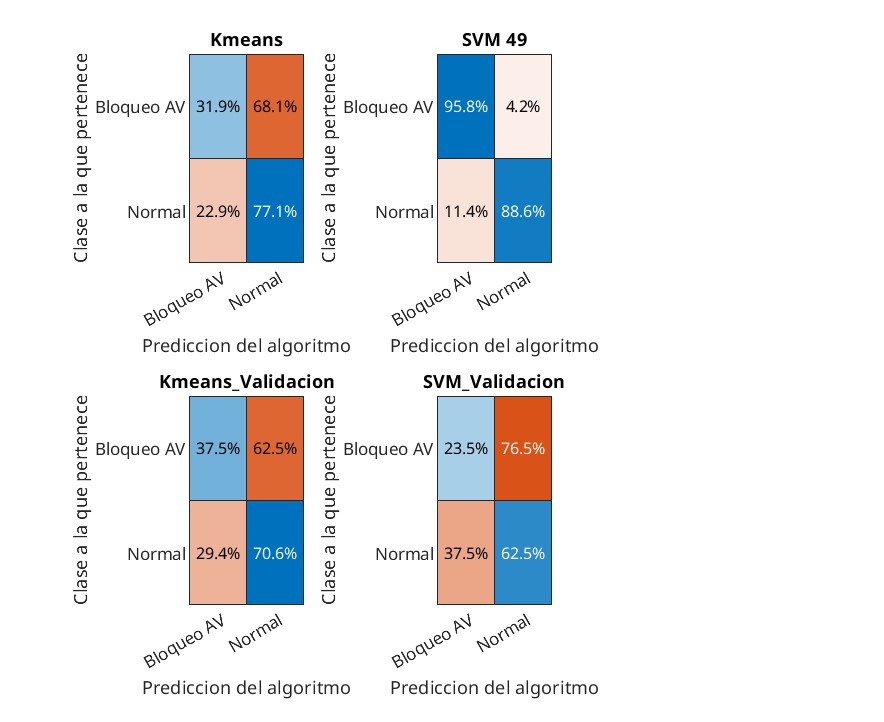 Kmeans
Clase a la que pertenece
Bloqueo AV
31.9%
68.1%
Normal
22.9%
77.1%
Bloqueo AV
Normal
Prediccion del algoritmo
SVM 49
Clase a la que pertenece
Bloqueo AV
95.8%
4.2%
Normal
11.4%
88.6%
Bloqueo AV
Normal
Prediccion del algoritmo
Kmeans_Validacion
Clase a la que pertenece
Bloqueo AV
37.5%
62.5%
Normal
29.4%
70.6%
Bloqueo AV
Normal
Prediccion del algoritmo
SVM_Validacion
Clase a la que pertenece
Bloqueo AV
23.5%
76.5%
Normal
37.5%
62.5%
Bloqueo AV
Normal
Prediccion del algoritmo